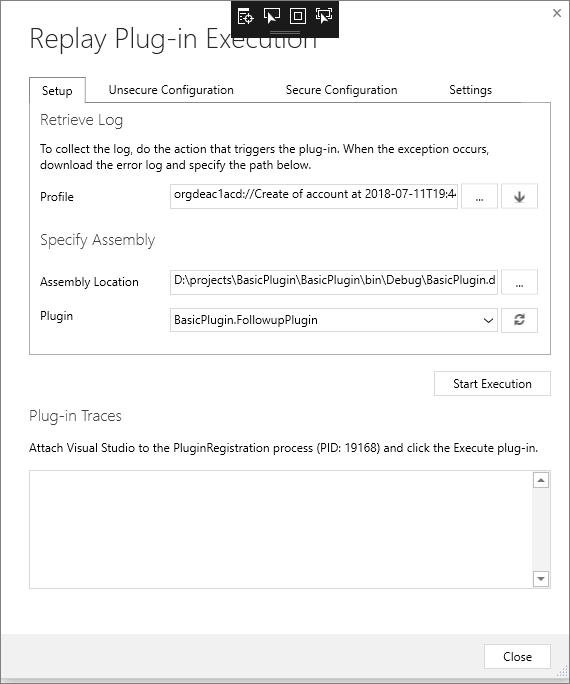 Replay Plug-in Execution
Setup
Unsecure Configuration
Secure Configuration
Settings
Retrieve Log
To collect the log, do the action that triggers the plug-in. When the exception occurs,
download the error log and specify the path below.
Profile
orgdeac1acd://Create of account at 2018-07-11T19:4
...
Specify Assembly
Assembly Location
D:\projects\BasicPlugin\BasicPlugin\bin\Debug\BasicPlugin.d
...
Plugin
BasicPlugin.FollowupPlugin
Start Execution
Plug-in Traces
Attach Visual Studio to the PluginRegistration process (PID: 19168) and click the Execute plug-in.
Close